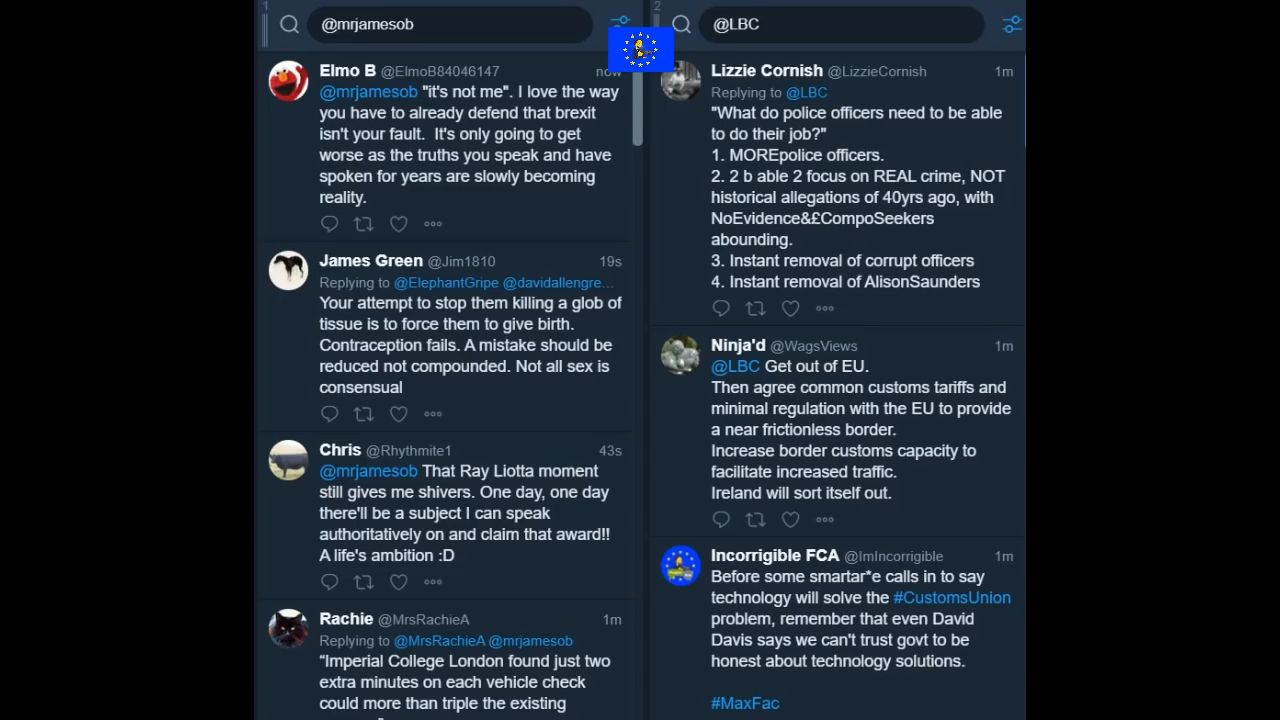 1
@mrjamesob
Elmo B @ElmoB84046147 now
@mrjamesob "it's not me". I love the way
you have to already defend that brexit
isn't your fault. It's only going to get
worse as the truths you speak and have
spoken for years are slowly becoming
reality.
James Green @Jim1810 19s
Replying to @ElephantGripe @davidallengre...
Your attempt to stop them killing a glob of
tissue is to force them to give birth.
Contraception fails. A mistake should be
reduced not compounded. Not all sex is
consensual
Chris @Rhythmite1 43s
@mrjamesob That Ray Liotta moment
still gives me shivers. One day, one day
there'll be a subject I can speak
authoritatively on and claim that award!!
A life's ambition :D
Rachie @MrsRachieA 1m
Replying to @MrsRachieA @mrjamesob
“Imperial College London found just two
extra minutes on each vehicle check
could more than triple the existing
2
@LBC
Lizzie Cornish @LizzieCornish 1m
Replying to @LBC
"What do police officers need to be able
to do their job?"
1. MOREpolice officers.
2. 2 b able 2 focus on REAL crime, NOT
historical allegations of 40yrs ago, with
NoEvidence&£CompoSeekers
abounding.
3. Instant removal of corrupt officers
4. Instant removal of AlisonSaunders
Ninja'd @WagsViews 1m
@LBC Get out of EU.
Then agree common customs tariffs and
minimal regulation with the EU to provide
a near frictionless border.
Increase border customs capacity to
facilitate increased traffic.
Ireland will sort itself out.
Incorrigible FCA @ImIncorrigible 1m
Before some smartar*e calls in to say
technology will solve the #CustomsUnion
problem, remember that even David
Davis says we can't trust govt to be
honest about technology solutions.
#MaxFac